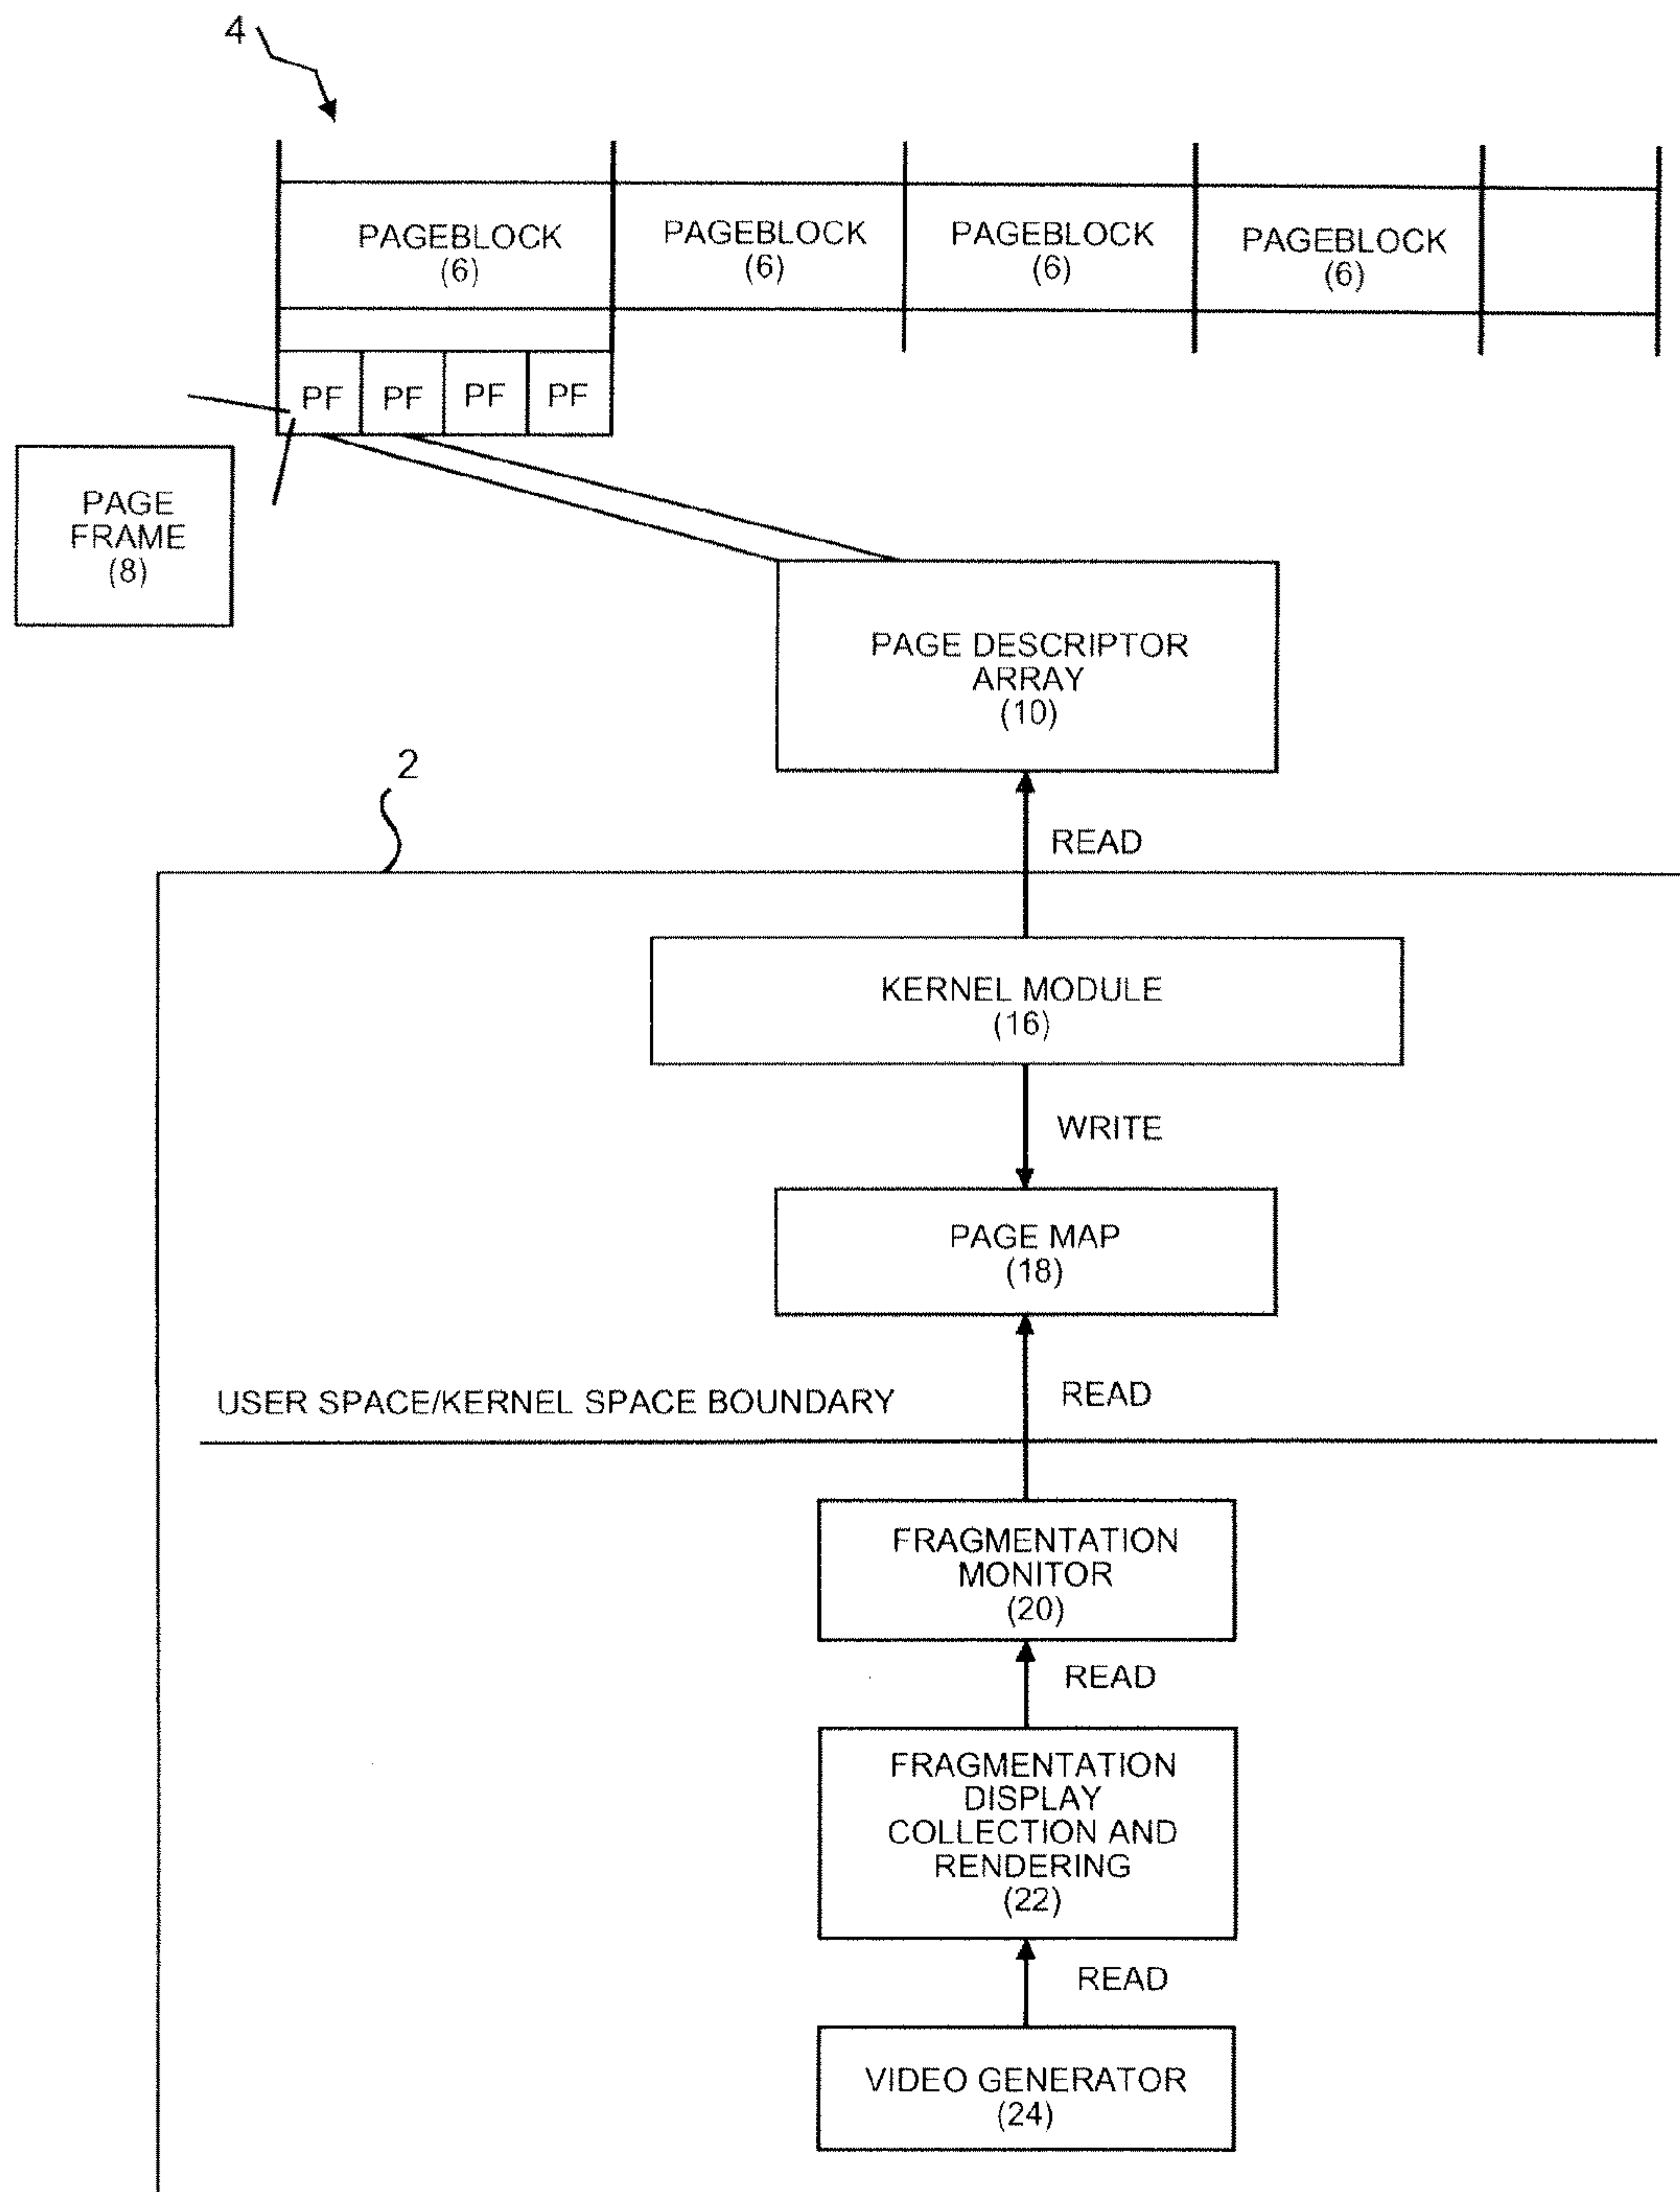 4
PAGEBLOCK
(6)
PAGEBLOCK
(6)
PAGEBLOCK
(6)
PAGEBLOCK
(6)
PF PF PF PF
PAGE
FRAME
(8)
PAGE DESCRIPTOR
ARRAY
(10)
2
READ
KERNEL MODULE
(16)
WRITE
PAGE MAP
(18)
USER SPACE/KERNEL SPACE BOUNDARY
READ
FRAGMENTATION
MONITOR
(20)
READ
FRAGMENTATION
DISPLAY
COLLECTION AND
RENDERING
(22)
READ
VIDEO GENERATOR
(24)